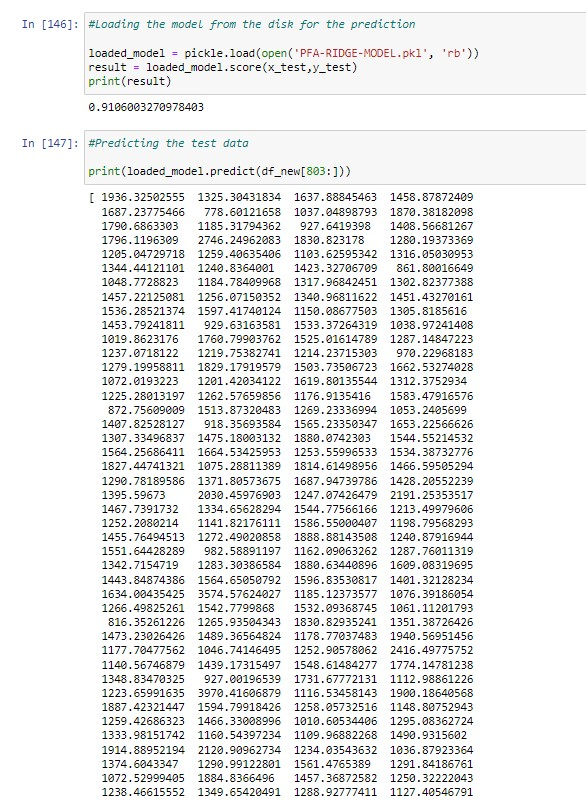 In [146]: #Loading the model from the disk for the prediction
loaded_model = pickle.load(open('PFA-RIDGE-MODEL.pkl', 'rb'))
result = loaded_model.score(x_test,y_test)
print(result)
0.9106003270978403
In [147]: #Predicting the test data
print(loaded_model.predict(df_new[803:]))
[ 1936.32502555 1325.30431834 1637.88845463 1458.87872409
1687.23775466 778.60121658 1037.04898793 1870.38182098
1790.6863303 1185.31794362 927.6419398 1408.56681267
1796.1196309 2746.24962083 1830.823178 1280.19373369
1205.04729718 1259.40635406 1103.62595342 1316.05030953
1344.44121101 1240.8364001 1423.32706709 861.80016649
1048.7728823 1184.78409968 1317.96842451 1302.82377388
1457.22125081 1256.07150352 1340.96811622 1451.43270161
1536.28521374 1597.41740124 1150.08677503 1305.8185616
1453.79241811 929.63163581 1533.37264319 1038.97241408
1019.8623176 1760.79903762 1525.01614789 1287.14847223
1237.0718122 1219.75382741 1214.23715303 970.22968183
1279.19958811 1829.17919579 1503.73506723 1662.53274028
1072.0193223 1201.42034122 1619.80135544 1312.3752934
1225.28013197 1262.57659856 1176.9135416 1583.47916576
872.75609009 1513.87320483 1269.23336994 1053.2405699
1407.82528127 918.35693584 1565.23350347 1653.22566626
1307.33496837 1475.18003132 1880.0742303 1544.55214532
1564.25686411 1664.53425953 1253.55996533 1534.38732776
1827.44741321 1075.28811389 1814.61498956 1466.59505294
1290.78189586 1371.80573675 1687.94739786 1428.20552239
1395.59673 2030.45976903 1247.07426479 2191.25353517
1467.7391732 1334.65628294 1544.77566166 1213.49979606
1252.2080214 1141.82176111 1586.55000407 1198.79568293
1455.76494513 1272.49020858 1888.88143508 1240.87916944
1551.64428289 982.58891197 1162.09063262 1287.76011319
1342.7154719 1283.30386584 1880.63440896 1609.08319695
1443.84874386 1564.65050792 1596.83530817 1401.32128234
1634.00435425 3574.57624027 1185.12373577 1076.39186054
1266.49825261 1542.7799868 1532.09368745 1061.11201793
816.35261226 1265.93504343 1830.82935241 1351.38726426
1473.23026426 1489.36564824 1178.77037483 1940.56951456
1177.70477562 1046.74146495 1252.90578062 2416.49775752
1140.56746879 1439.17315497 1548.61484277 1774.14781238
1348.83470325 927.00196539 1731.67772131 1112.98861226
1223.65991635 3970.41606879 1116.53458143 1900.18640568
1887.42321447 1594.79918426 1258.05732516 1148.80752943
1259.42686323 1466.33008996 1010.60534406 1295.08362724
1333.98151742 1160.54397234 1109.96882268 1490.9315602
1914.88952194 2120.90962734 1234.03543632 1036.87923364
1374.6043347 1290.99122801 1561.4765389 1291.84186761
1072.52999405 1884.8366496 1457.36872582 1250.32222043
1238.46615552 1349.65420491 1288.92777411 1127.40546791